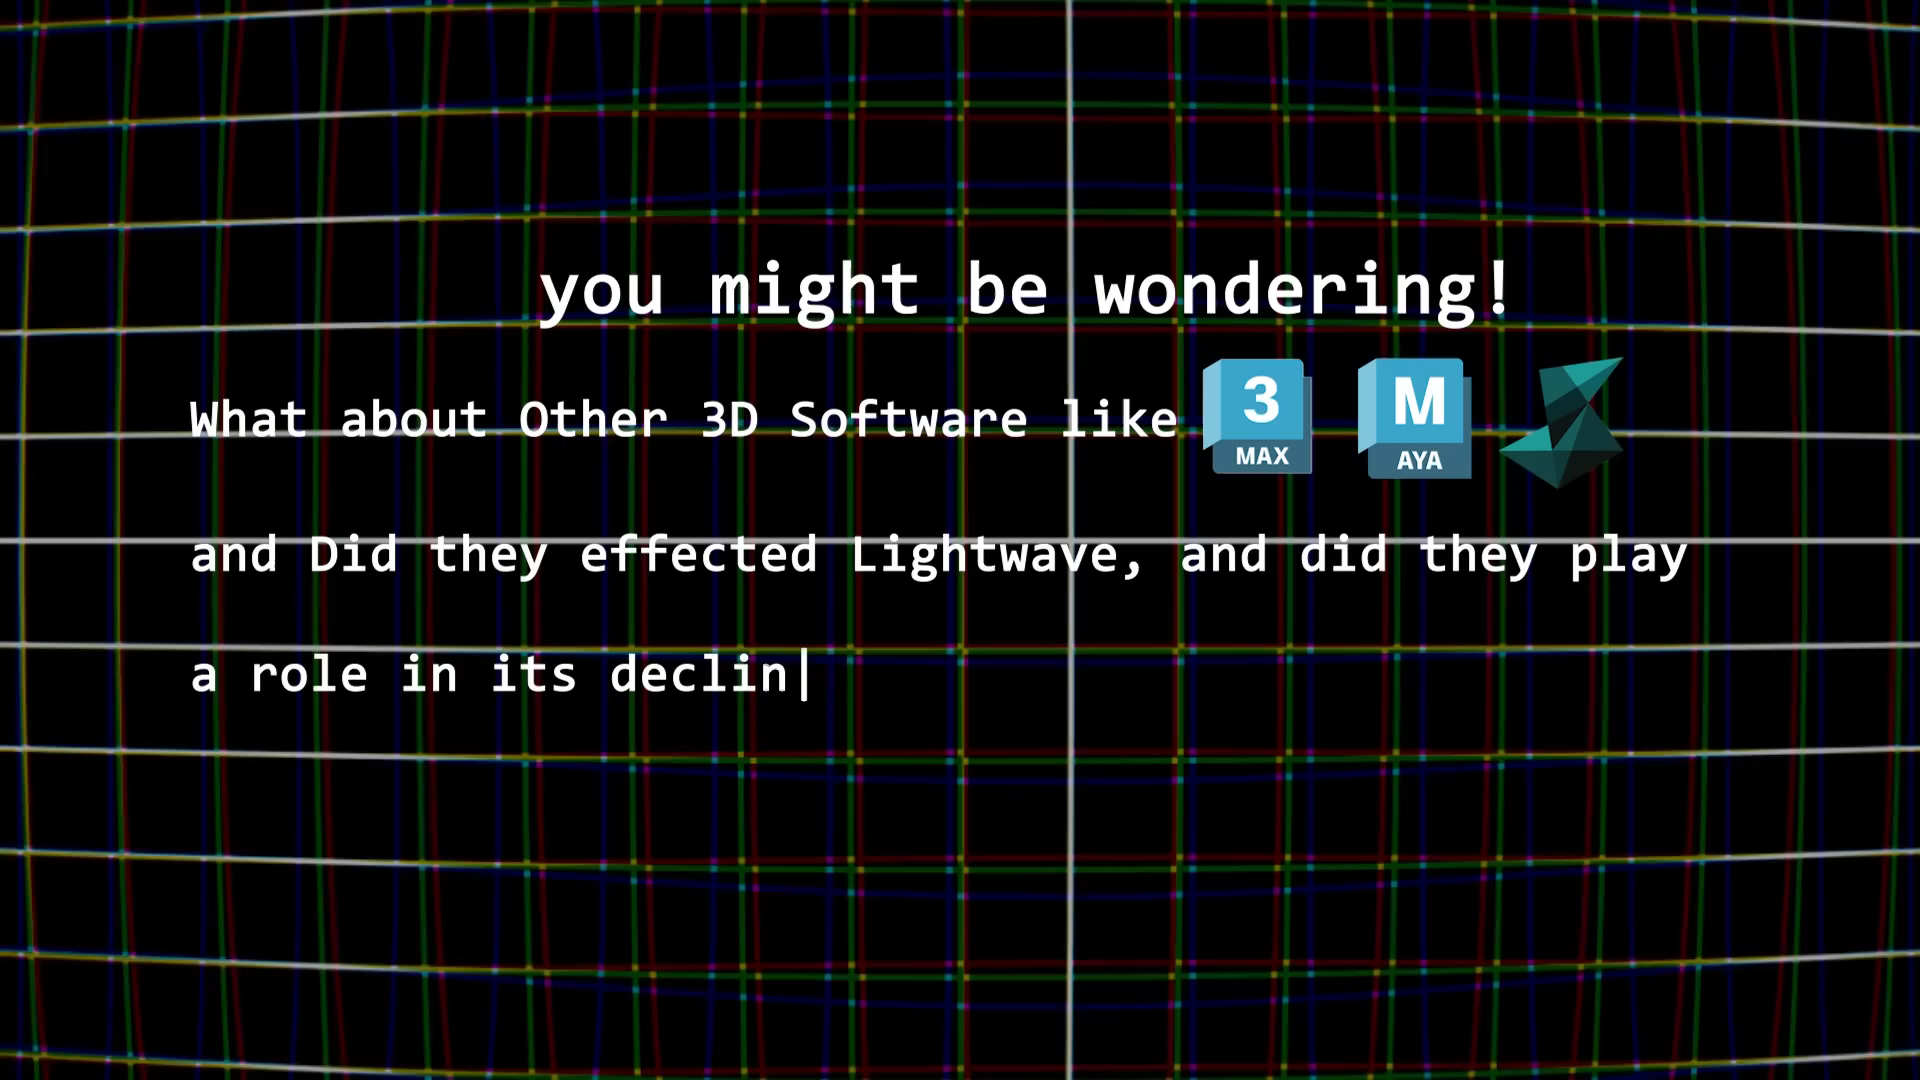 you might be wondering!
What about Other 3D Software like 3 MAX M AYA
and Did they effected Lightwave, and did they play
a role in its declin|